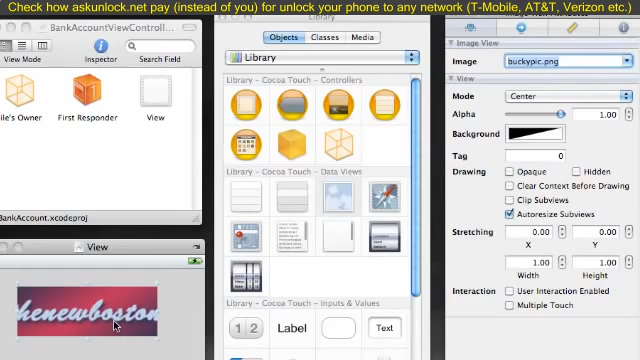 Check how askunlock.net pay (instead of you) for unlock your phone to any network (T-Mobile, AT&T, Verizon etc.)
BankAccountViewControll...
View Mode
Inspector
Search Field
ile's Owner
First Responder
View
BankAccount.xcodeproj
View
thenewboston
Library
Objects
Classes
Media
Library
Library – Cocoa Touch – Controllers
Library – Cocoa Touch – Data Views
Library – Cocoa Touch – Inputs & Values
1 2
Label
Text
Image View
Image
buckypic.png
View
Mode
Center
Alpha
1.00
Background
Tag
0
Drawing
Opaque
Hidden
Clear Context Before Drawing
Clip Subviews
Autoresize Subviews
Stretching
0.00
0.00
X
Y
1.00
1.00
Width
Height
Interaction
User Interaction Enabled
Multiple Touch